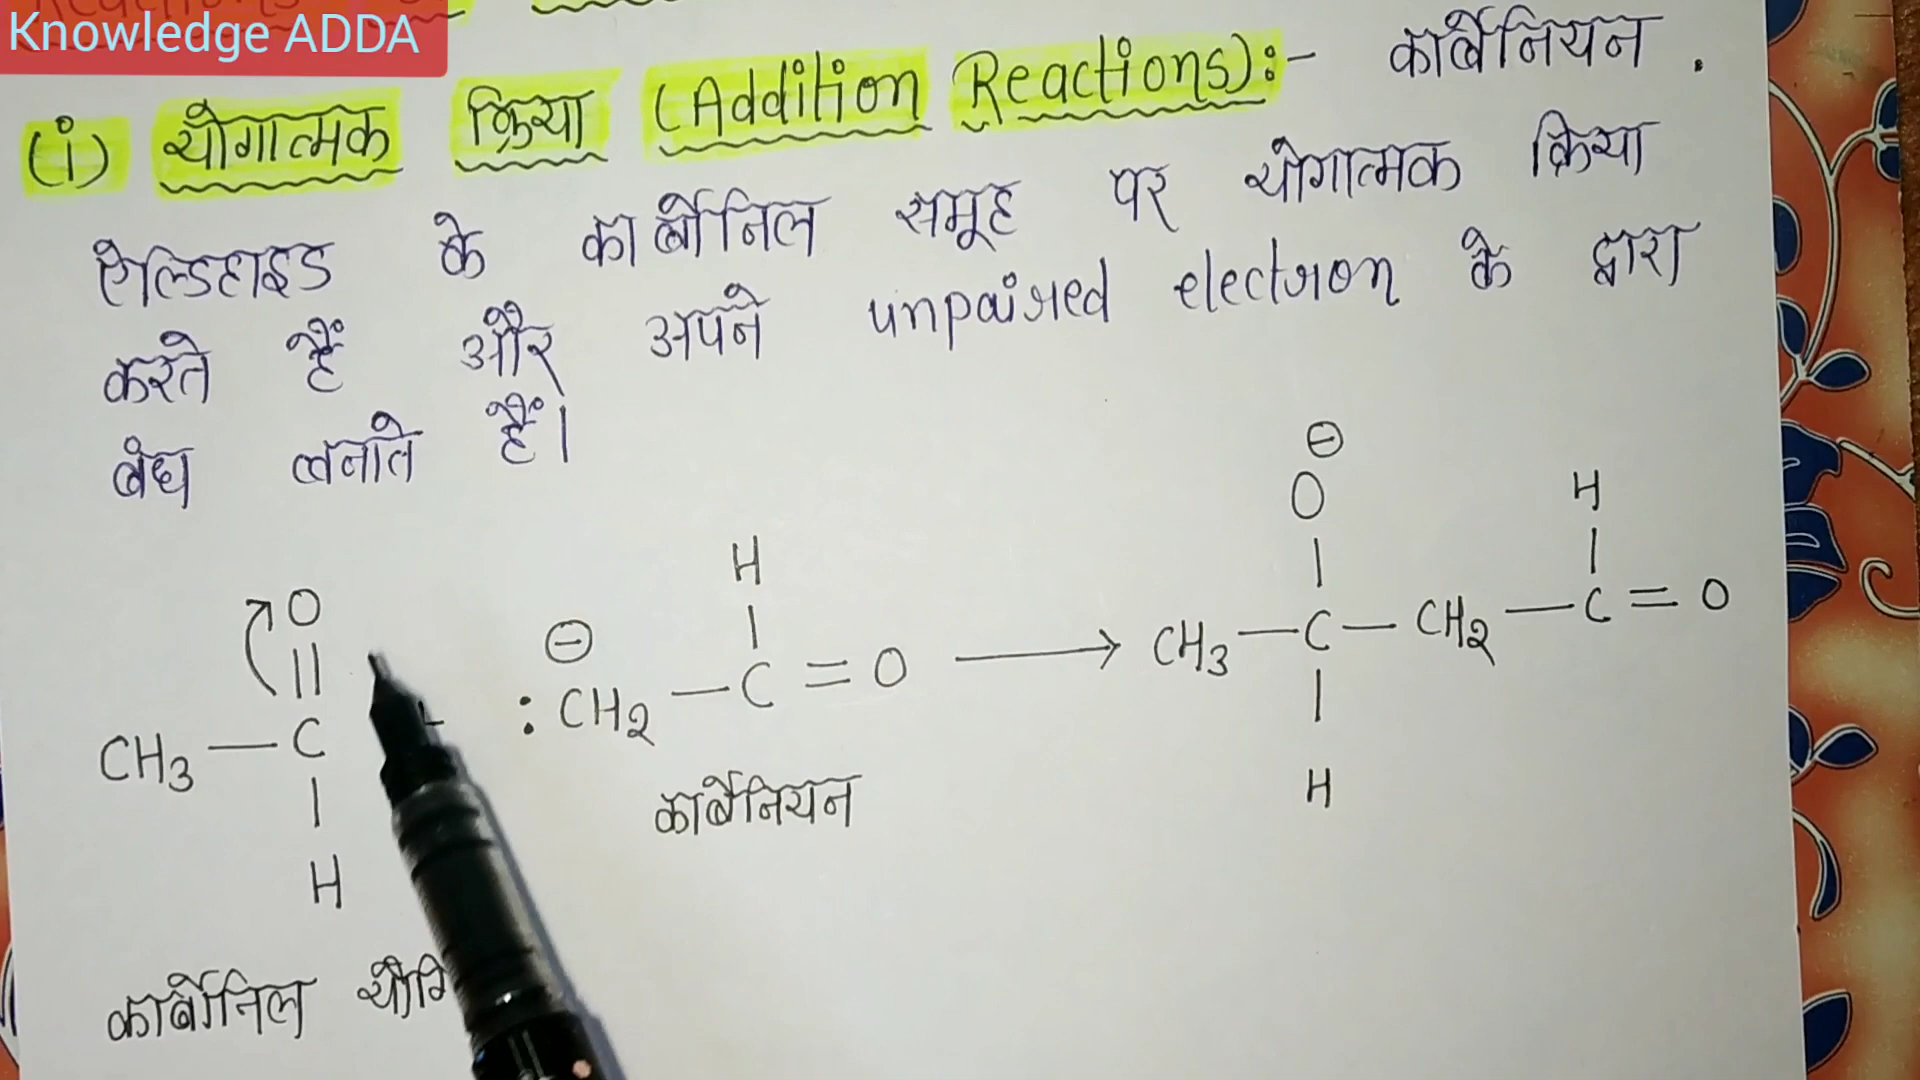 Knowledge ADDA
(i) योगात्मक क्रिया (Addition Reactions):- कार्बेनियन .
ऐल्डिहाइड के कार्बोनिल समूह पर योगात्मक क्रिया
करते हैं और अपने unpaired electron के द्वारा
बंध बनाते हैं।
⊖
O H
H
O ⊖
CH3 — C — CH2 — C = O
: CH2 — C = O
CH3 — C +
H
कार्बेनियन
H
कार्बोनिल यौगि